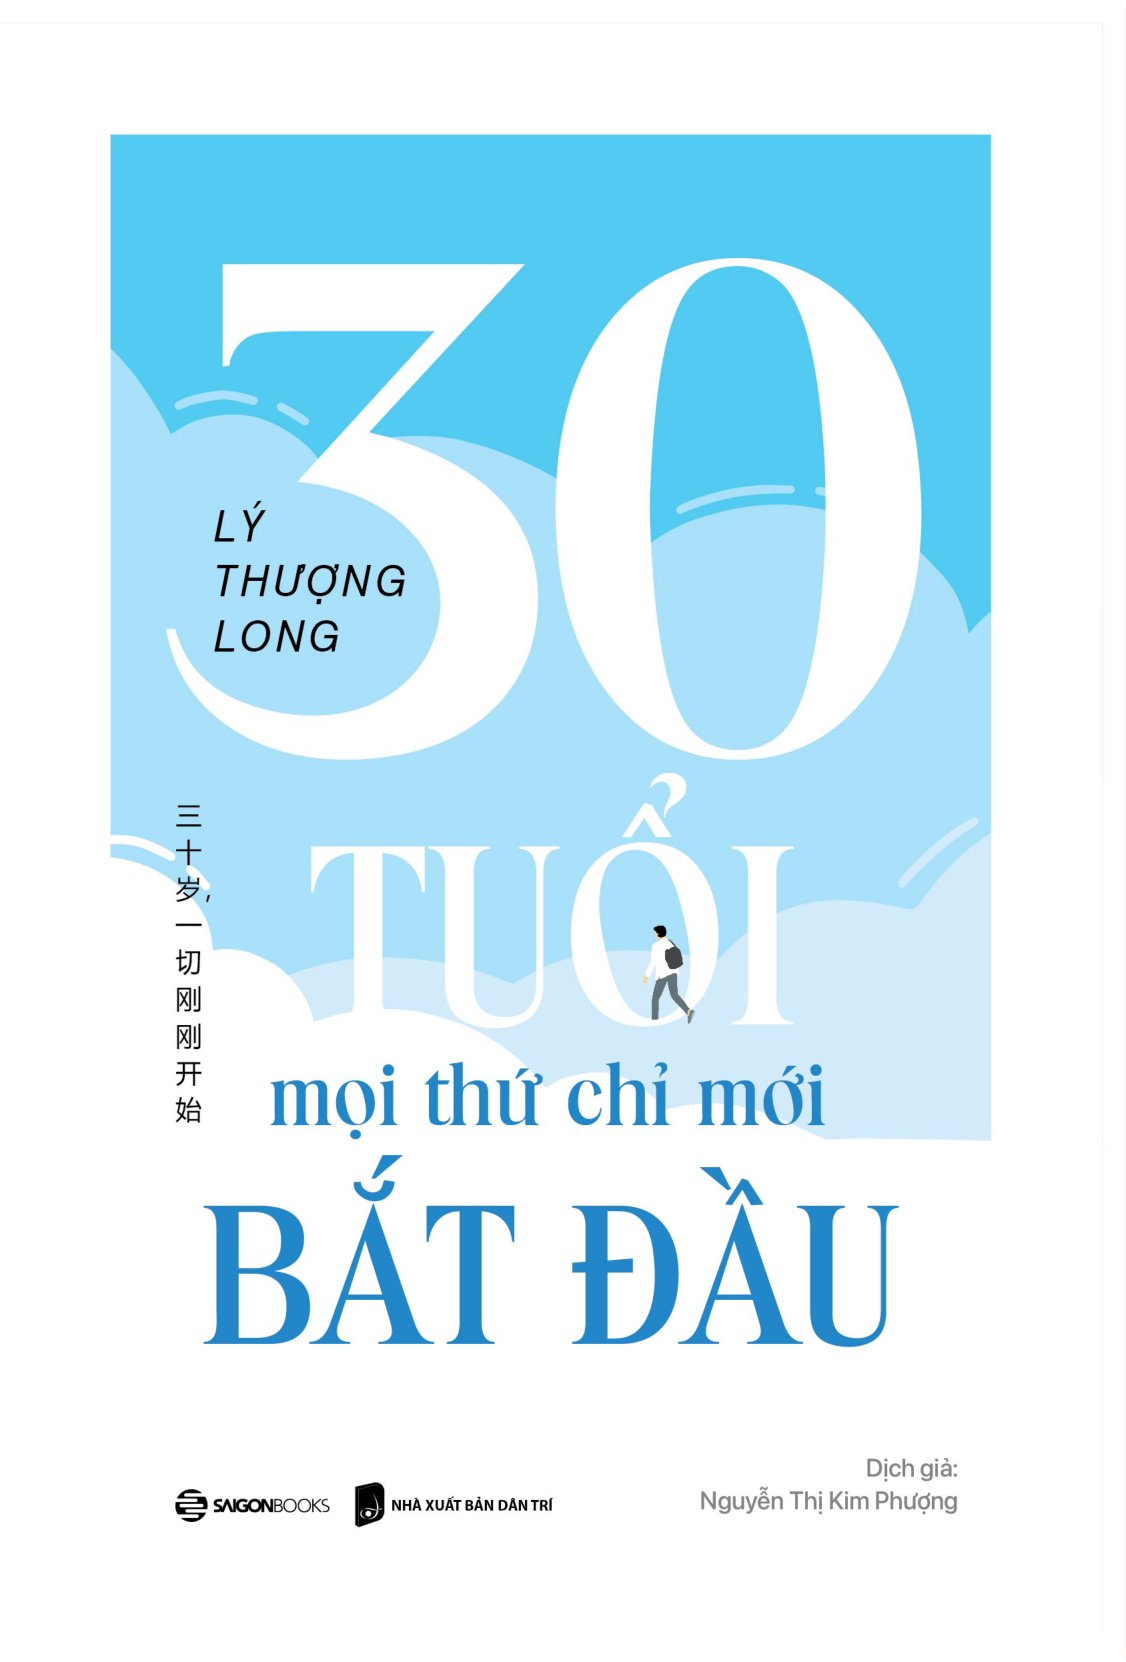 30
LÝ
THƯỢNG
LONG
三十岁,一切刚刚开始
TUỔI
mọi thứ chỉ mới
BẮT ĐẦU
SAIGONBOOKS
NHÀ XUẤT BẢN DÂN TRÍ
Dịch giả:
Nguyễn Thị Kim Phượng